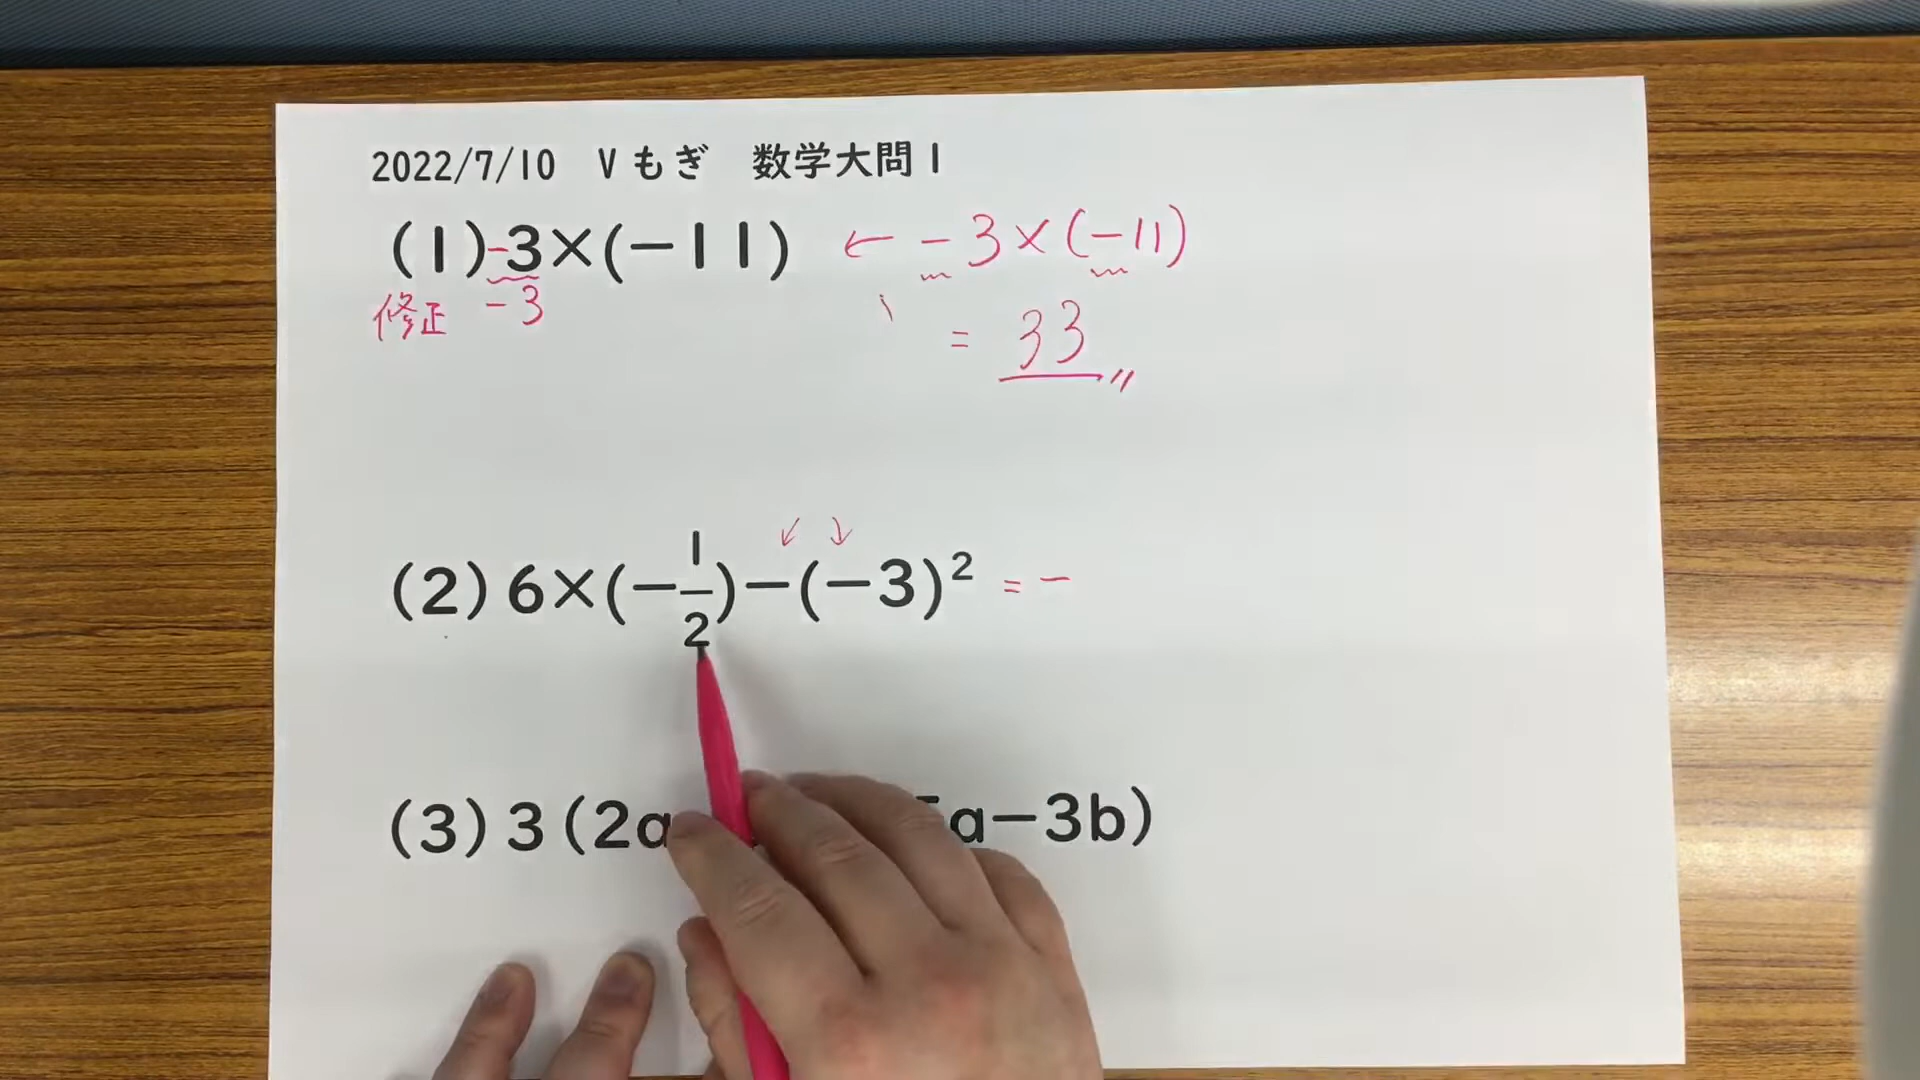 2022/7/10 Vもぎ 数学大問1
(1)-3×(-11) ← -3×(-11)
修正 -3
= 33
(2)6×(-1/2)-(-3)² = -
(3)3(2a a-3b)